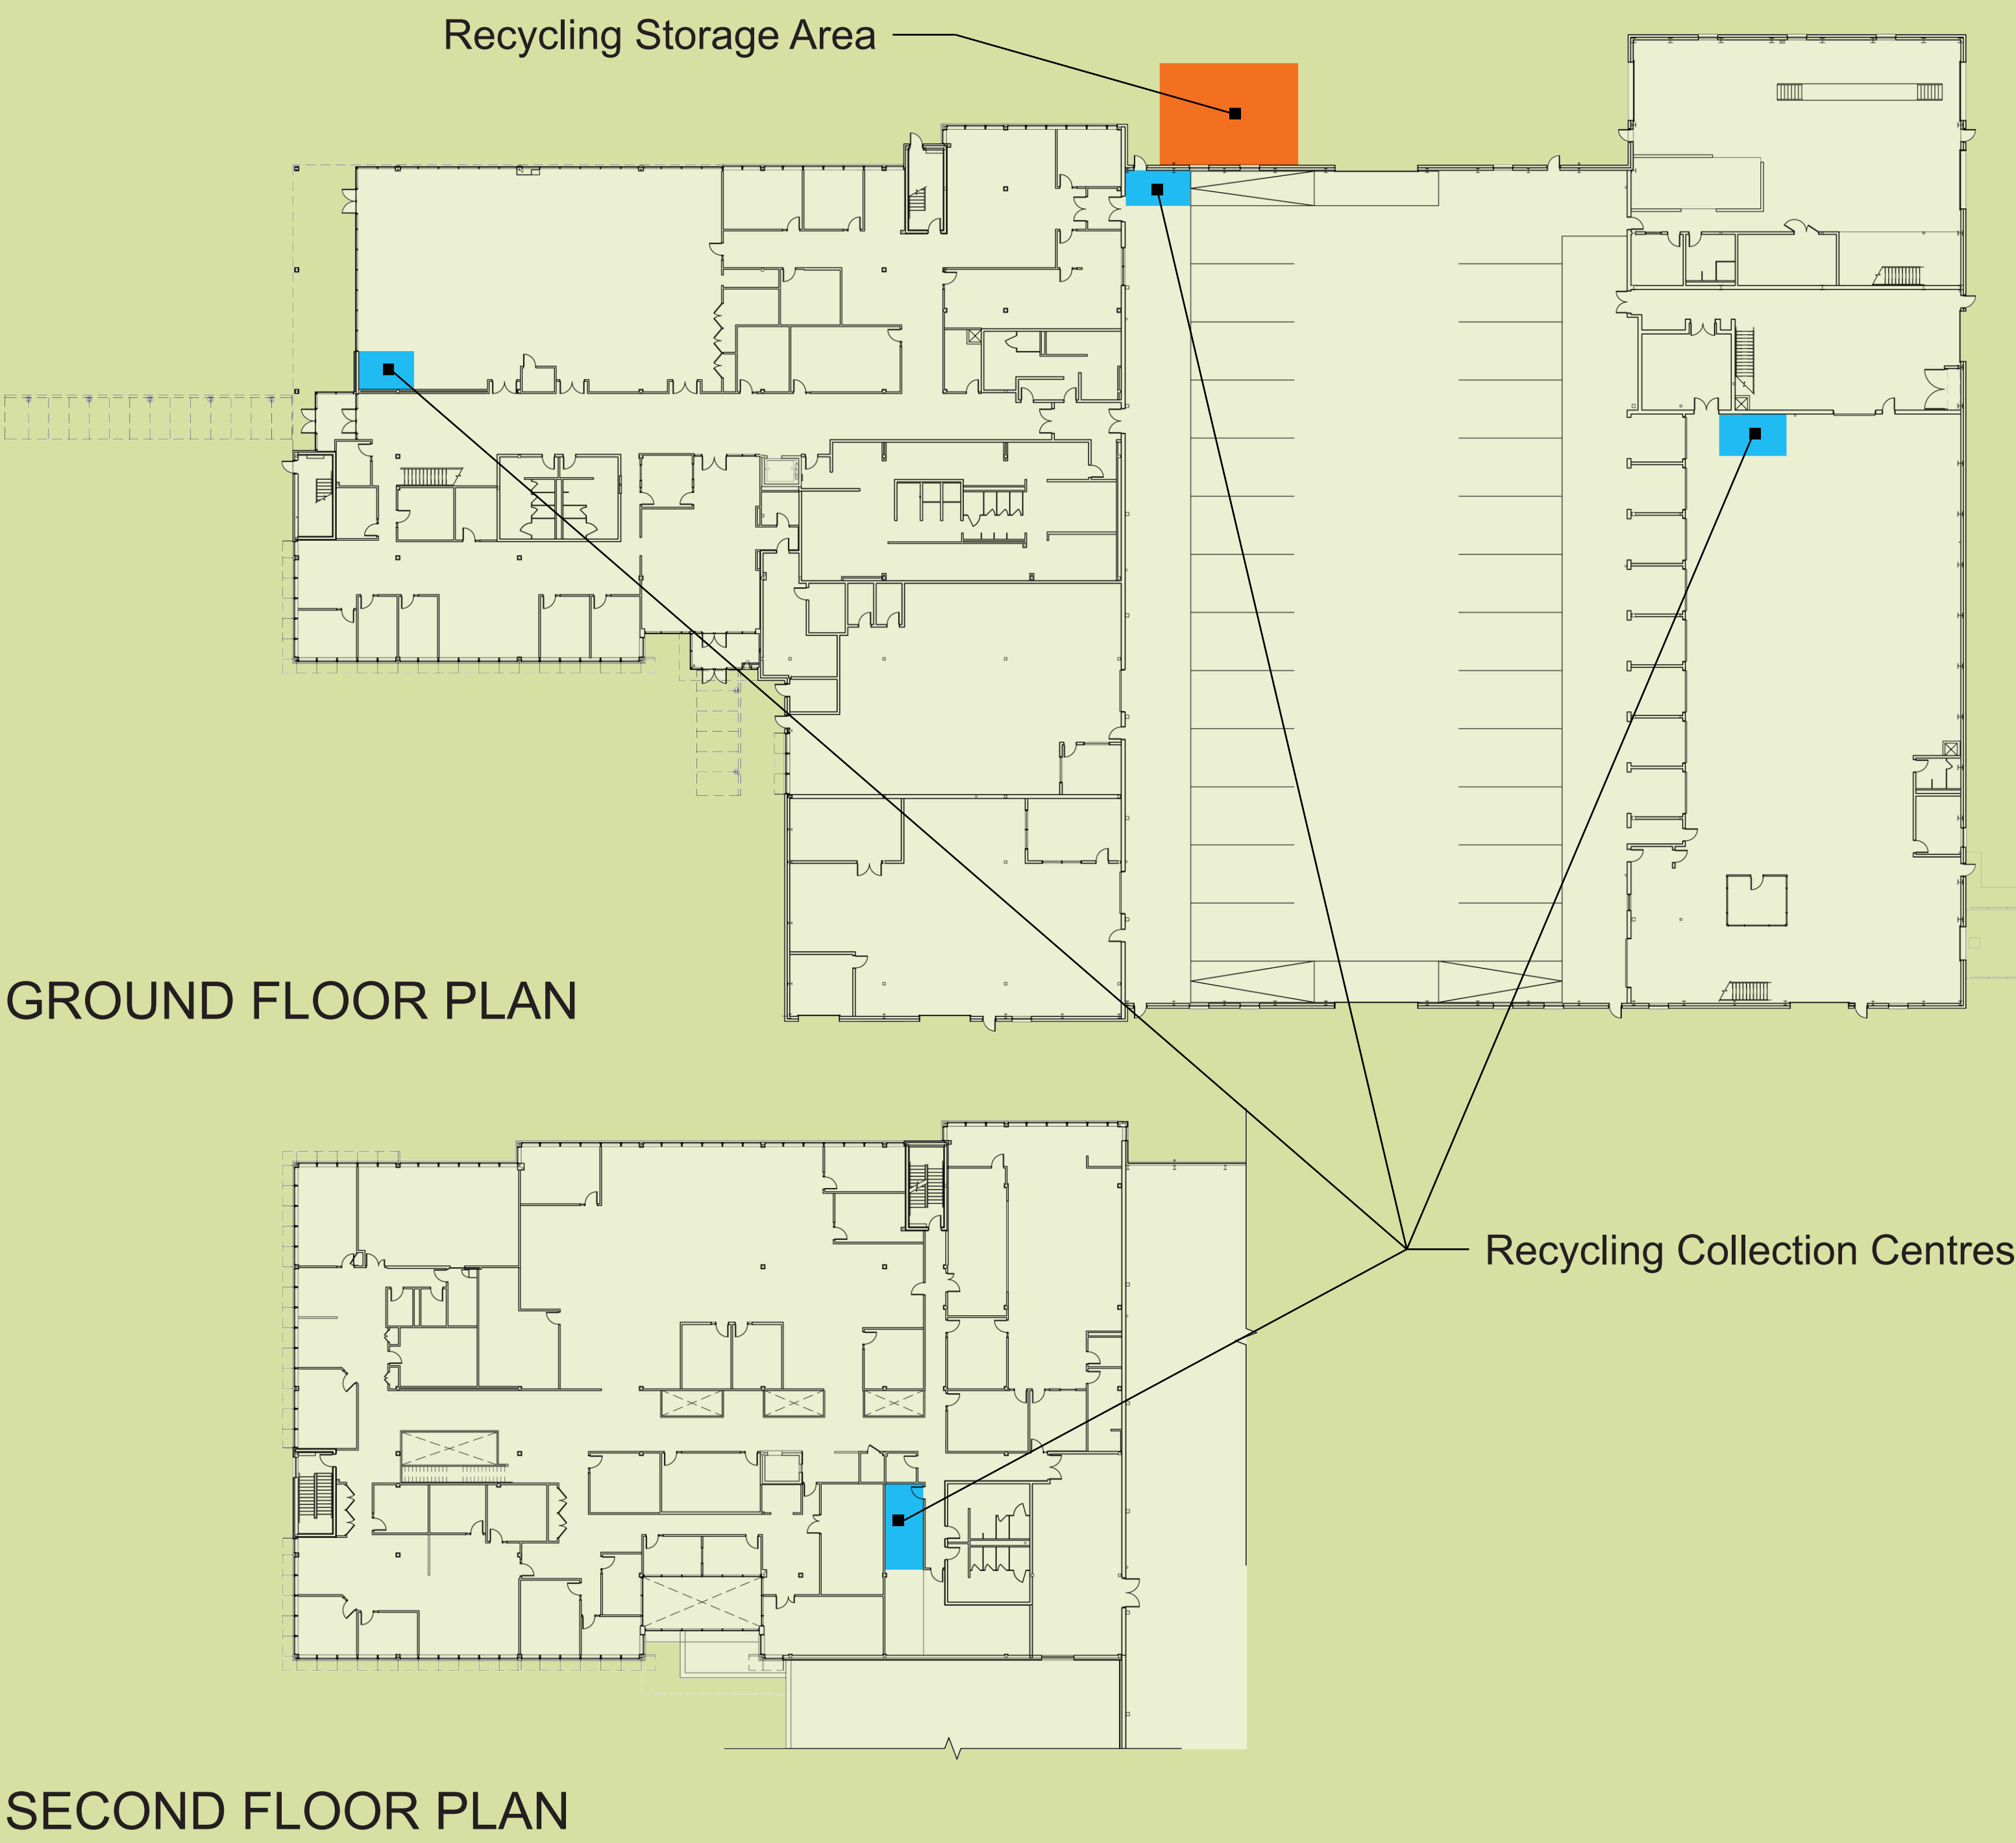 Recycling Storage Area
GROUND FLOOR PLAN
Recycling Collection Centres
SECOND FLOOR PLAN